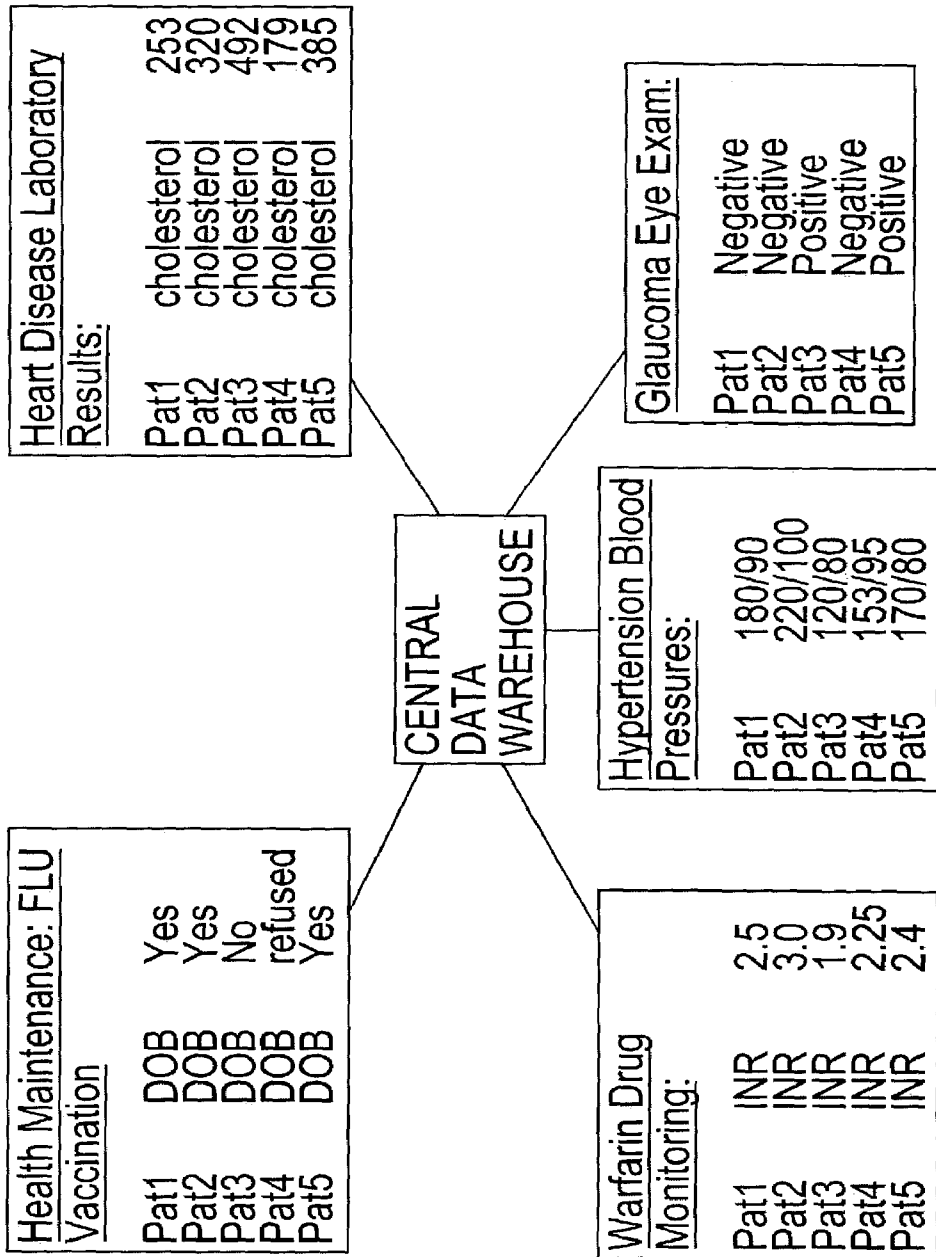 Health Maintenance: FLU
Vaccination
Pat1 DOB Yes
Pat2 DOB Yes
Pat3 DOB No
Pat4 DOB refused
Pat5 DOB Yes
Heart Disease Laboratory
Results:
Pat1 cholesterol 253
Pat2 cholesterol 320
Pat3 cholesterol 492
Pat4 cholesterol 179
Pat5 cholesterol 385
CENTRAL
DATA
WAREHOUSE
Warfarin Drug
Monitoring:
Pat1 INR 2.5
Pat2 INR 3.0
Pat3 INR 1.9
Pat4 INR 2.25
Pat5 INR 2.4
Hypertension Blood
Pressures:
Pat1 180/90
Pat2 220/100
Pat3 120/80
Pat4 153/95
Pat5 170/80
Glaucoma Eye Exam:
Pat1 Negative
Pat2 Negative
Pat3 Positive
Pat4 Negative
Pat5 Positive